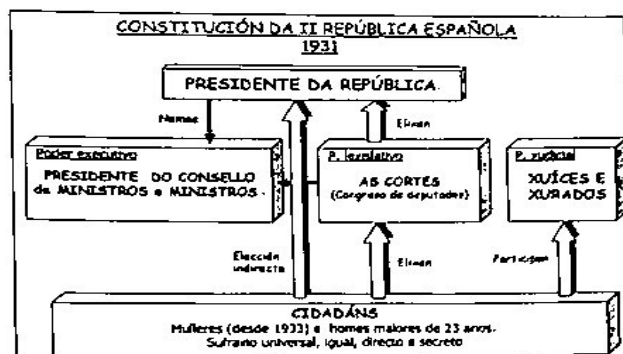 CONSTITUCIÓN DA II REPÚBLICA ESPAÑOLA
1931
PRESIDENTE DA REPÚBLICA
Nomea
Elixen
Poder executivo
PRESIDENTE DO CONSELLO
de MINISTROS e MINISTROS.
P. lexislativo
AS CORTES
(Congreso de deputados)
P. xudicial
XUÍCES E
XURADOS
Elección
indirecta
Elixen
Participan
CIDADÁNS
Mulleres (desde 1933) e homes maiores de 23 anos.
Sufraxio universal, igual, directo e secreto